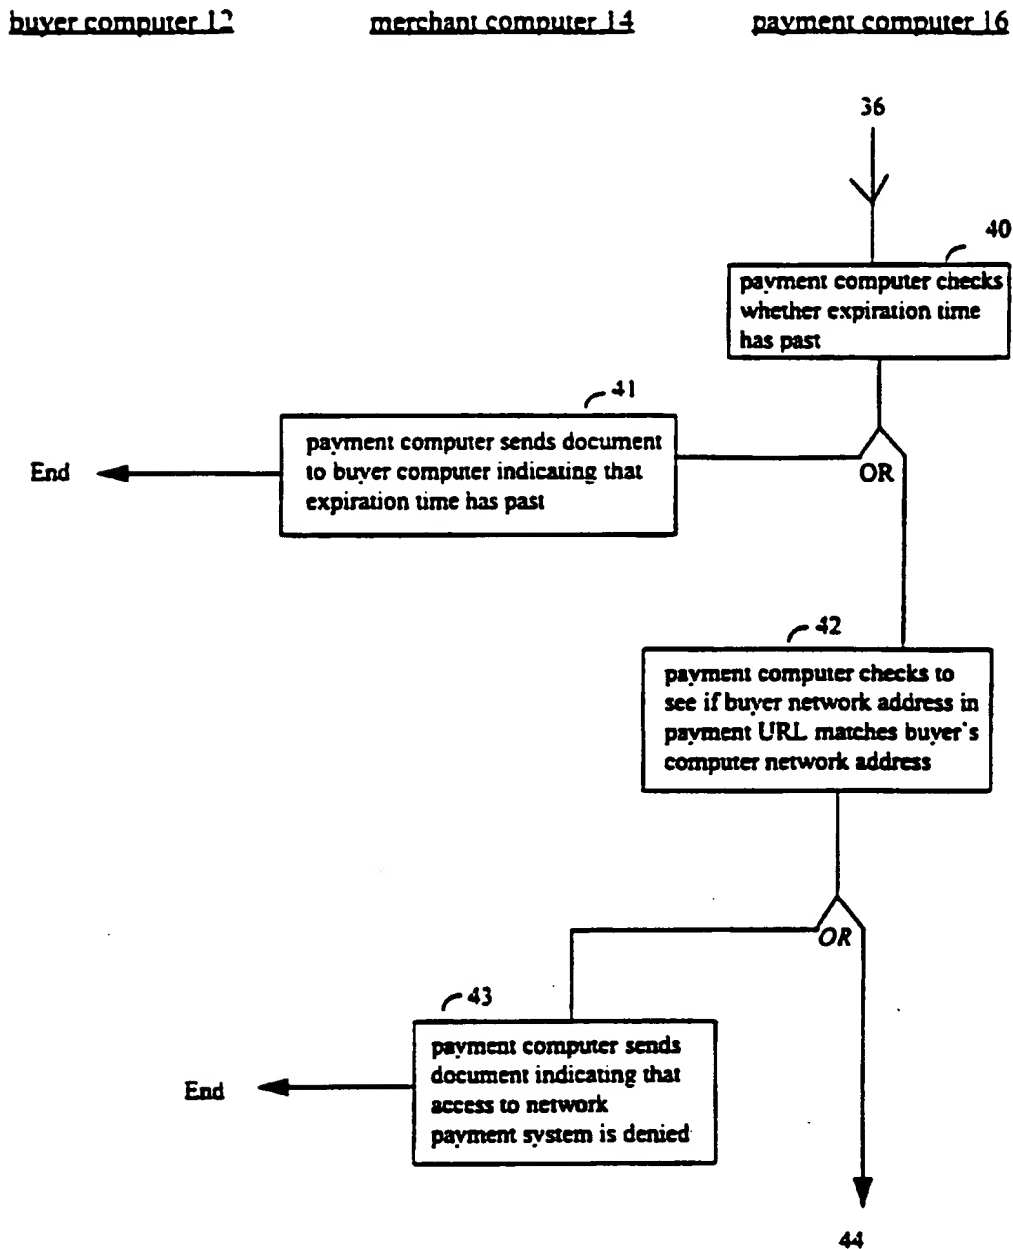 buyer computer 12
merchant computer 14
payment computer 16
36
40
payment computer checks
whether expiration time
has past
41
payment computer sends document
to buyer computer indicating that
expiration time has past
End
OR
42
payment computer checks to
see if buyer network address in
payment URL matches buyer's
computer network address
OR
43
payment computer sends
document indicating that
access to network
payment system is denied
End
44